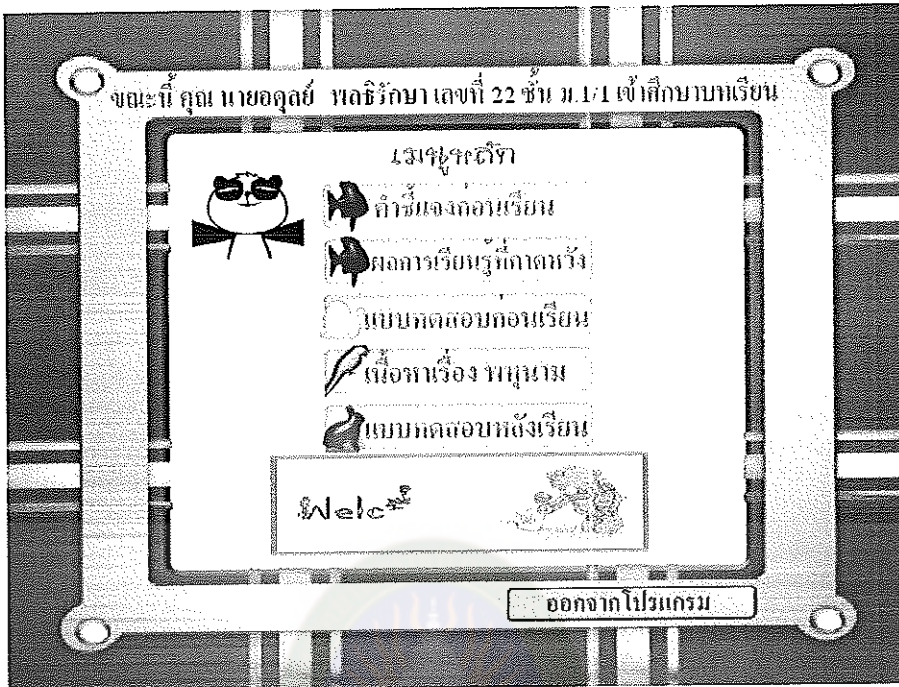 ขณะนี้ คุณ นายอดุลย์ พลธิรักษา เลขที่ 22 ชั้น ม.1/1 เข้าศึกษาบทเรียน
เมนูหลัก
คำชี้แจงก่อนเรียน
ผลการเรียนรู้ที่คาดหวัง
แบบทดสอบก่อนเรียน
เนื้อหาเรื่อง พหุนาม
แบบทดสอบหลังเรียน
Welc
ออกจากโปรแกรม